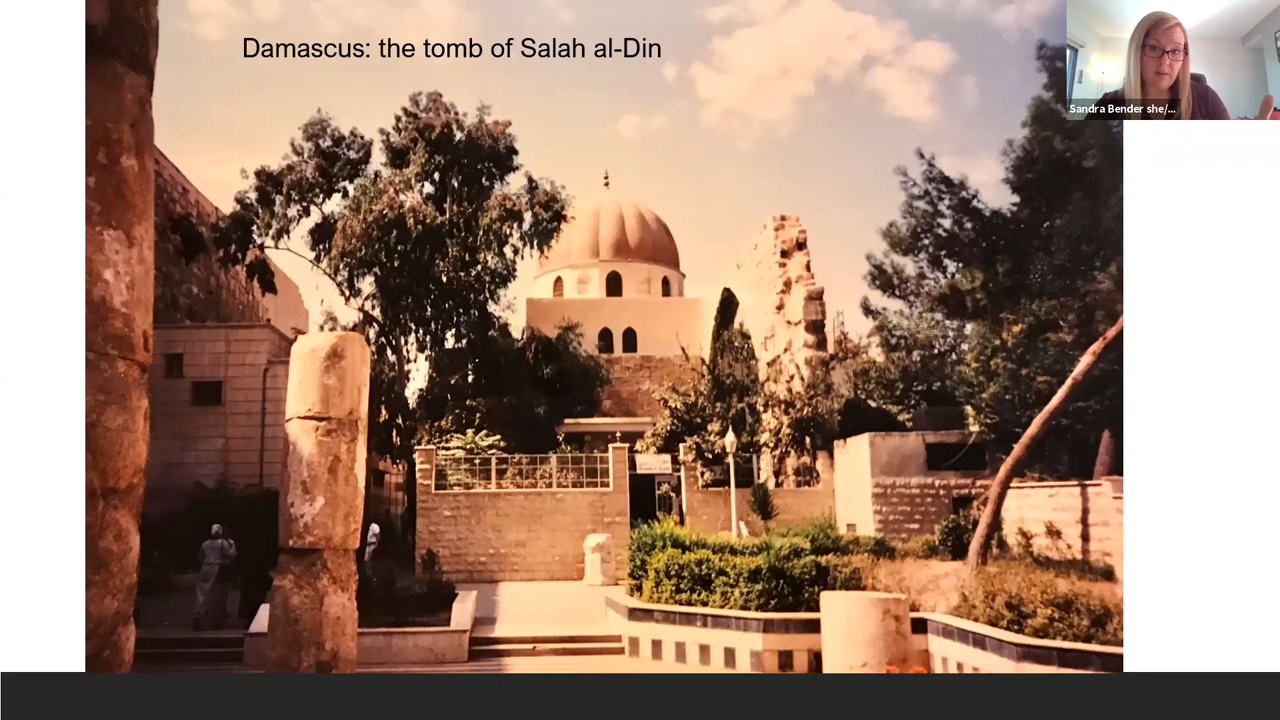 Damascus: the tomb of Salah al-Din
Sandra Bender she/...